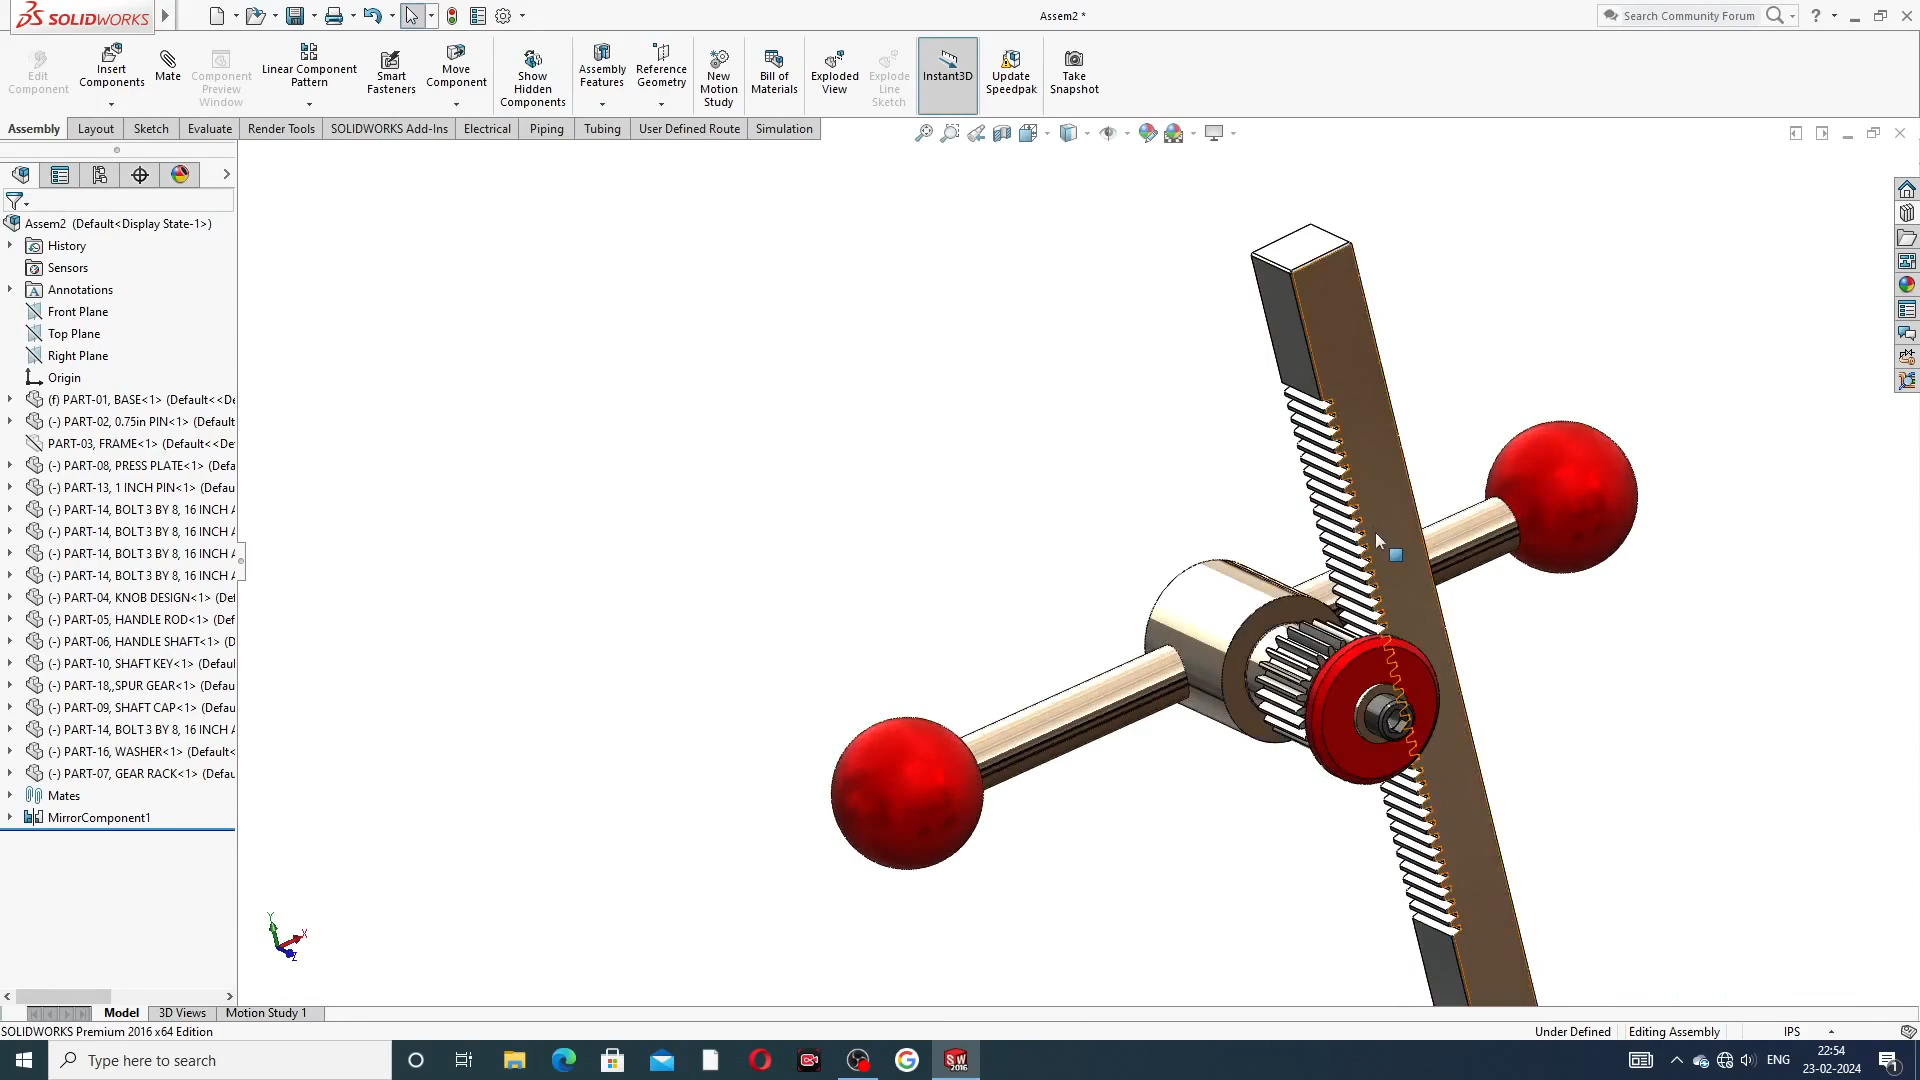 SOLIDWORKS
Assem2 *
Search Community Forum
?
Edit Component
Insert Components
Mate
Component Preview Window
Linear Component Pattern
Smart Fasteners
Move Component
Show Hidden Components
Assembly Features
Reference Geometry
New Motion Study
Bill of Materials
Exploded View
Explode Line Sketch
Instant3D
Update Speedpak
Take Snapshot
Assembly
Layout
Sketch
Evaluate
Render Tools
SOLIDWORKS Add-Ins
Electrical
Piping
Tubing
User Defined Route
Simulation
Assem2 (Default<Display State-1>)
History
Sensors
Annotations
Front Plane
Top Plane
Right Plane
Origin
(f) PART-01, BASE<1> (Default<<De
(-) PART-02, 0.75in PIN<1> (Default
PART-03, FRAME<1> (Default<<De
(-) PART-08, PRESS PLATE<1> (Defa
(-) PART-13, 1 INCH PIN<1> (Defau
(-) PART-14, BOLT 3 BY 8, 16 INCH A
(-) PART-14, BOLT 3 BY 8, 16 INCH A
(-) PART-14, BOLT 3 BY 8, 16 INCH A
(-) PART-14, BOLT 3 BY 8, 16 INCH A
(-) PART-04, KNOB DESIGN<1> (Def
(-) PART-05, HANDLE ROD<1> (Def
(-) PART-06, HANDLE SHAFT<1> (D
(-) PART-10, SHAFT KEY<1> (Defaul
(-) PART-18,,SPUR GEAR<1> (Defau
(-) PART-09, SHAFT CAP<1> (Defaul
(-) PART-14, BOLT 3 BY 8, 16 INCH A
(-) PART-16, WASHER<1> (Default<
(-) PART-07, GEAR RACK<1> (Defau
Mates
MirrorComponent1
Y
X
Z
Model
3D Views
Motion Study 1
SOLIDWORKS Premium 2016 x64 Edition
Under Defined
Editing Assembly
IPS
Type here to search
SW
2016
ENG
22:54
23-02-2024
1